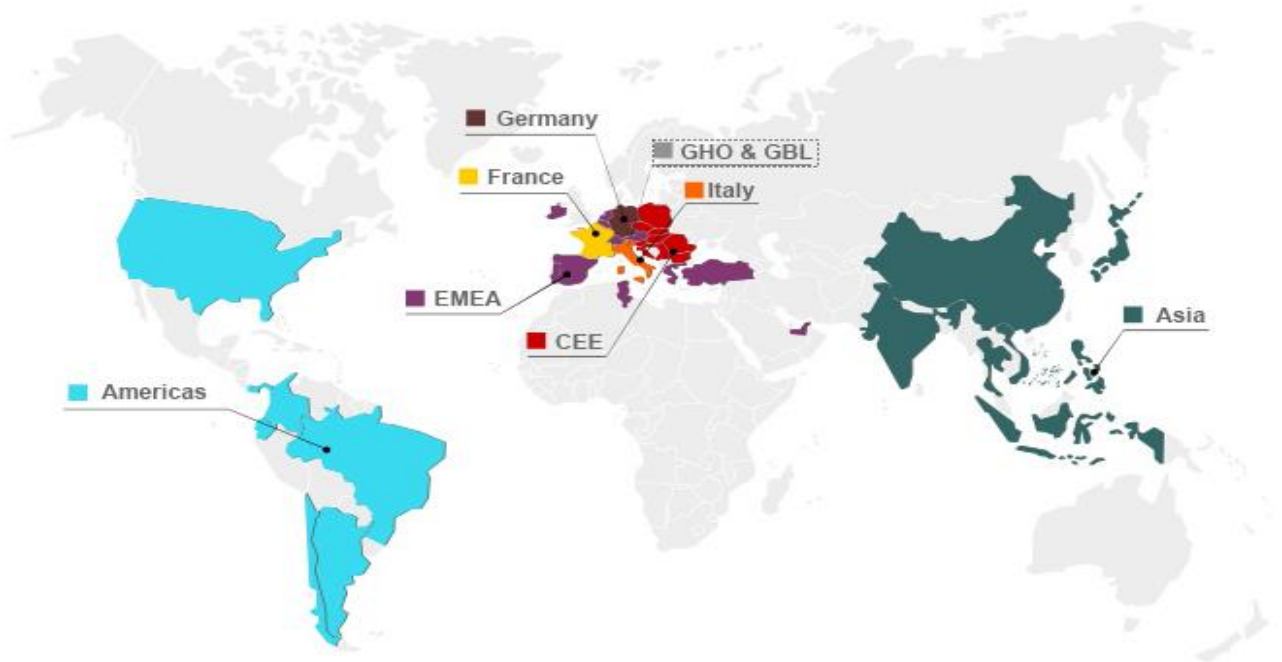 Germany
GHO & GBL
France
Italy
EMEA
Asia
CEE
Americas